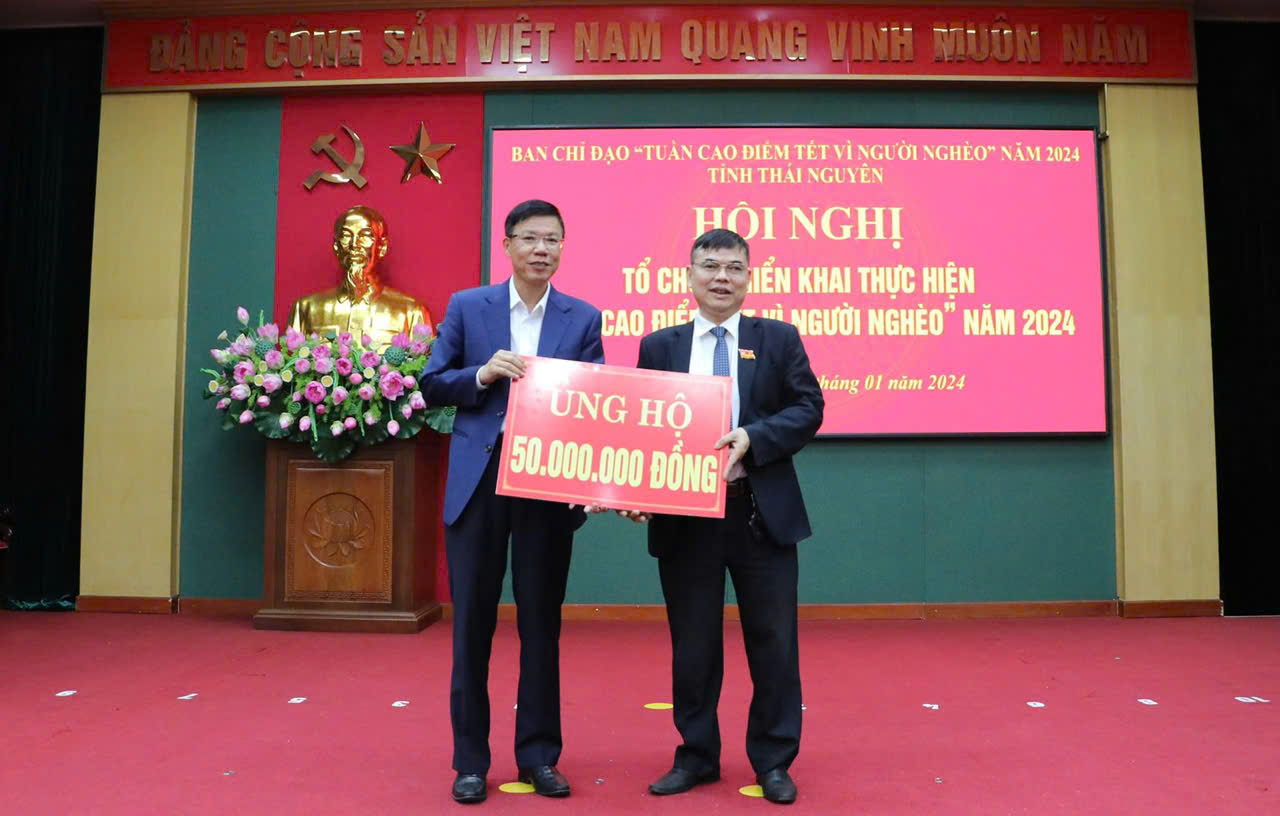 ĐẢNG CỘNG SẢN VIỆT NAM QUANG VINH MUÔN NĂM
BAN CHỈ ĐẠO “TUẦN CAO ĐIỂM TẾT VÌ NGƯỜI NGHÈO” NĂM 2024
TỈNH THÁI NGUYÊN
HỘI NGHỊ
TỔ CH IỂN KHAI THỰC HIỆN
CAO ĐIỂ ẾT VÌ NGƯỜI NGHÈO” NĂM 2024
tháng 01 năm 2024
ỦNG HỘ
50.000.000 ĐỒNG